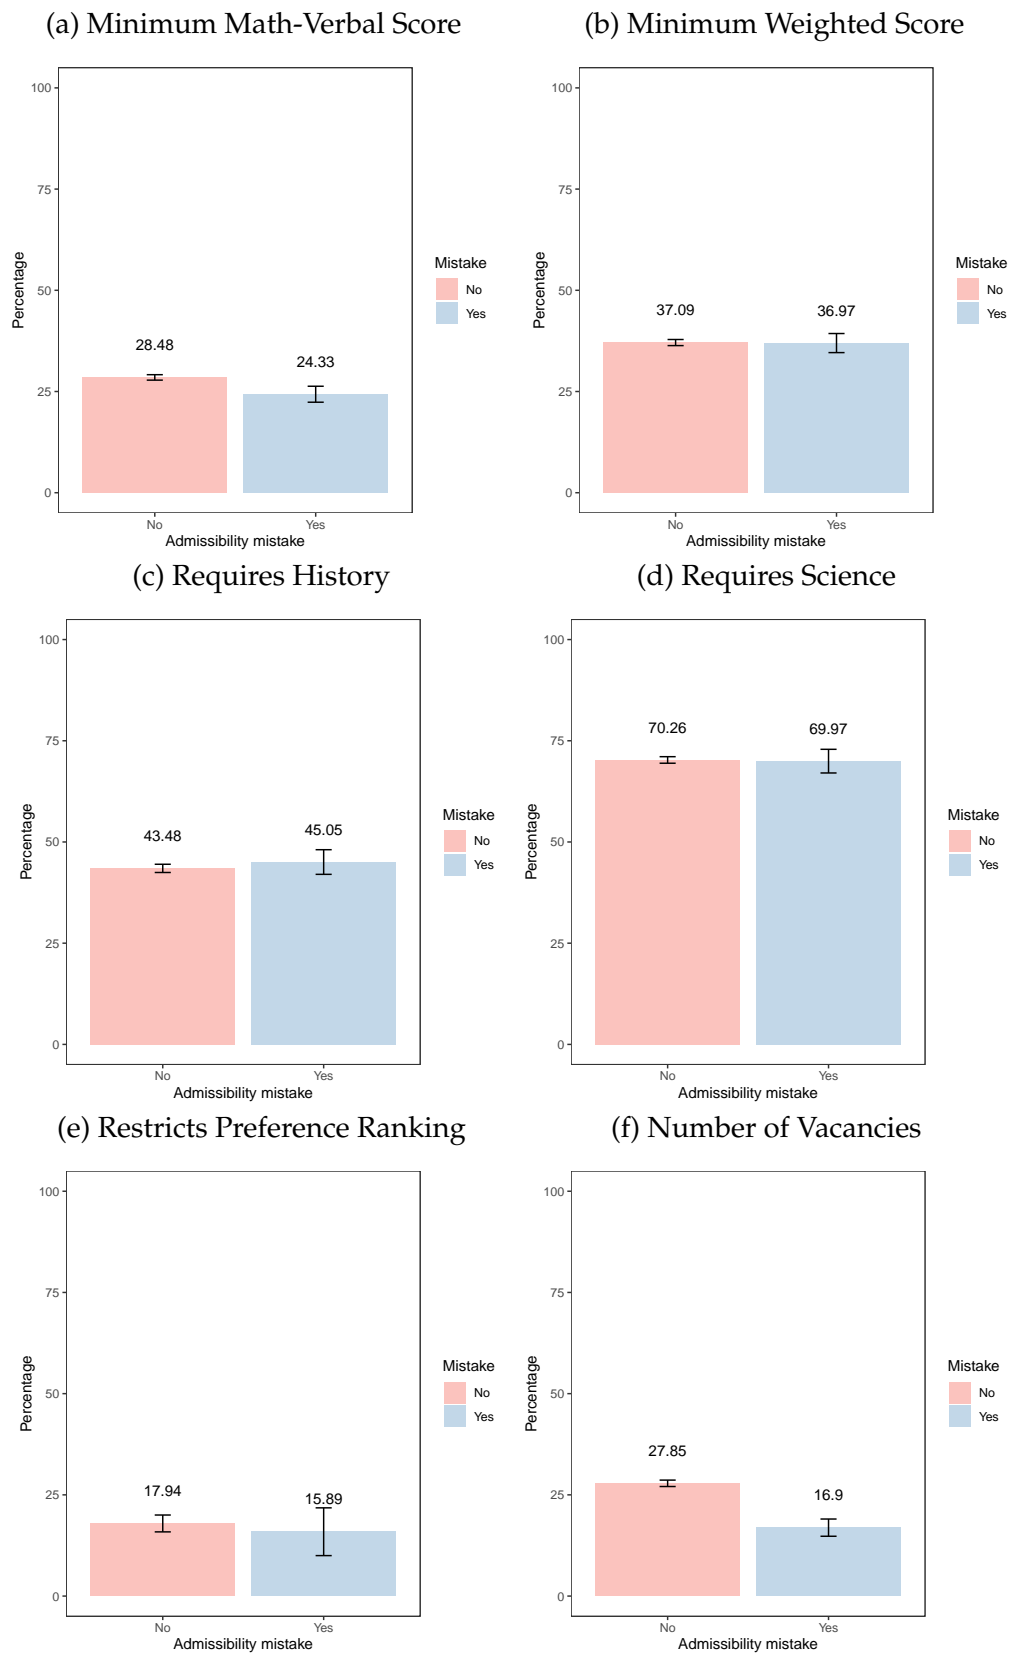 (a) Minimum Math-Verbal Score
100
75
50
25
0
Percentage
28.48
24.33
No
Yes
Admissibility mistake
Mistake
No
Yes
(b) Minimum Weighted Score
100
75
50
25
0
Percentage
37.09
36.97
No
Yes
Admissibility mistake
Mistake
No
Yes
(c) Requires History
100
75
50
25
0
Percentage
43.48
45.05
No
Yes
Admissibility mistake
Mistake
No
Yes
(d) Requires Science
100
75
50
25
0
Percentage
70.26
69.97
No
Yes
Admissibility mistake
Mistake
No
Yes
(e) Restricts Preference Ranking
100
75
50
25
0
Percentage
17.94
15.89
No
Yes
Admissibility mistake
Mistake
No
Yes
(f) Number of Vacancies
100
75
50
25
0
Percentage
27.85
16.9
No
Yes
Admissibility mistake
Mistake
No
Yes